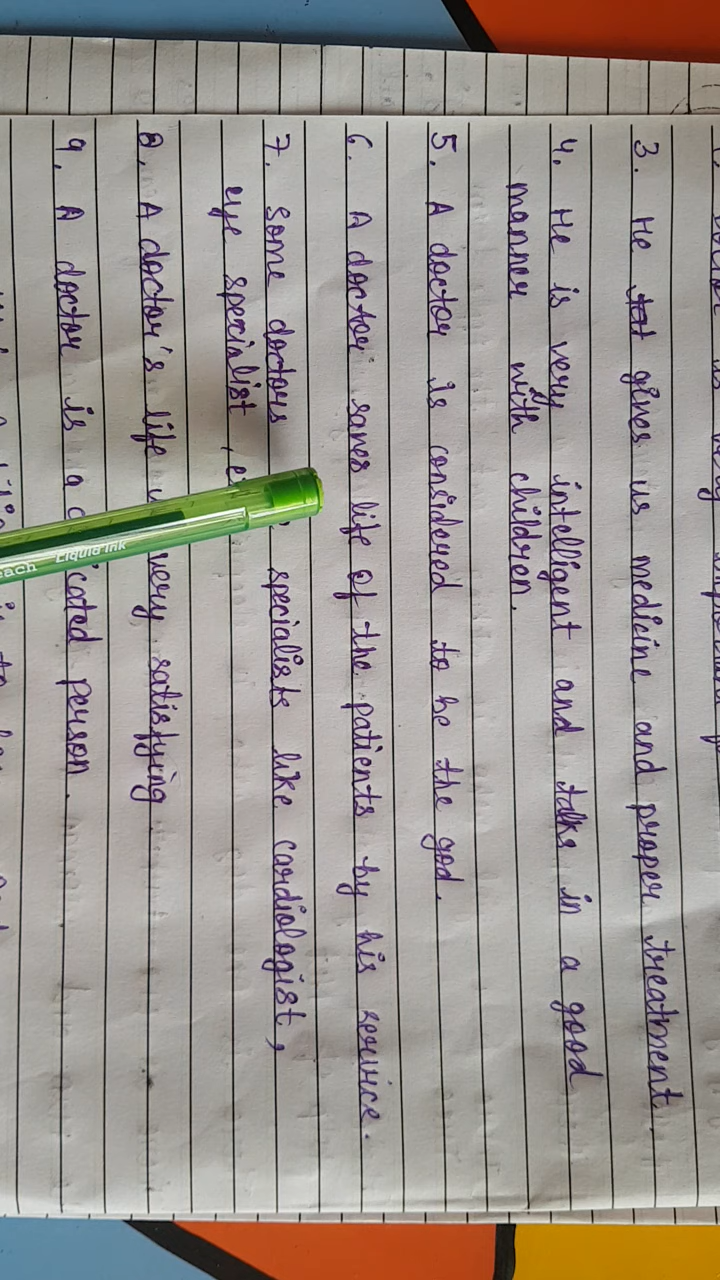 3. He gives us medicine and proper treatment.
4. He is very intelligent and talks in a good
manner with children.
5. A doctor is considered to be the god.
6. A doctor saves life of the patients by his service.
7. Some doctors specialists like cardiologist,
eye specialist,
8. A doctor's life very satisfying.
9. A doctor is a person.
Liquid Ink